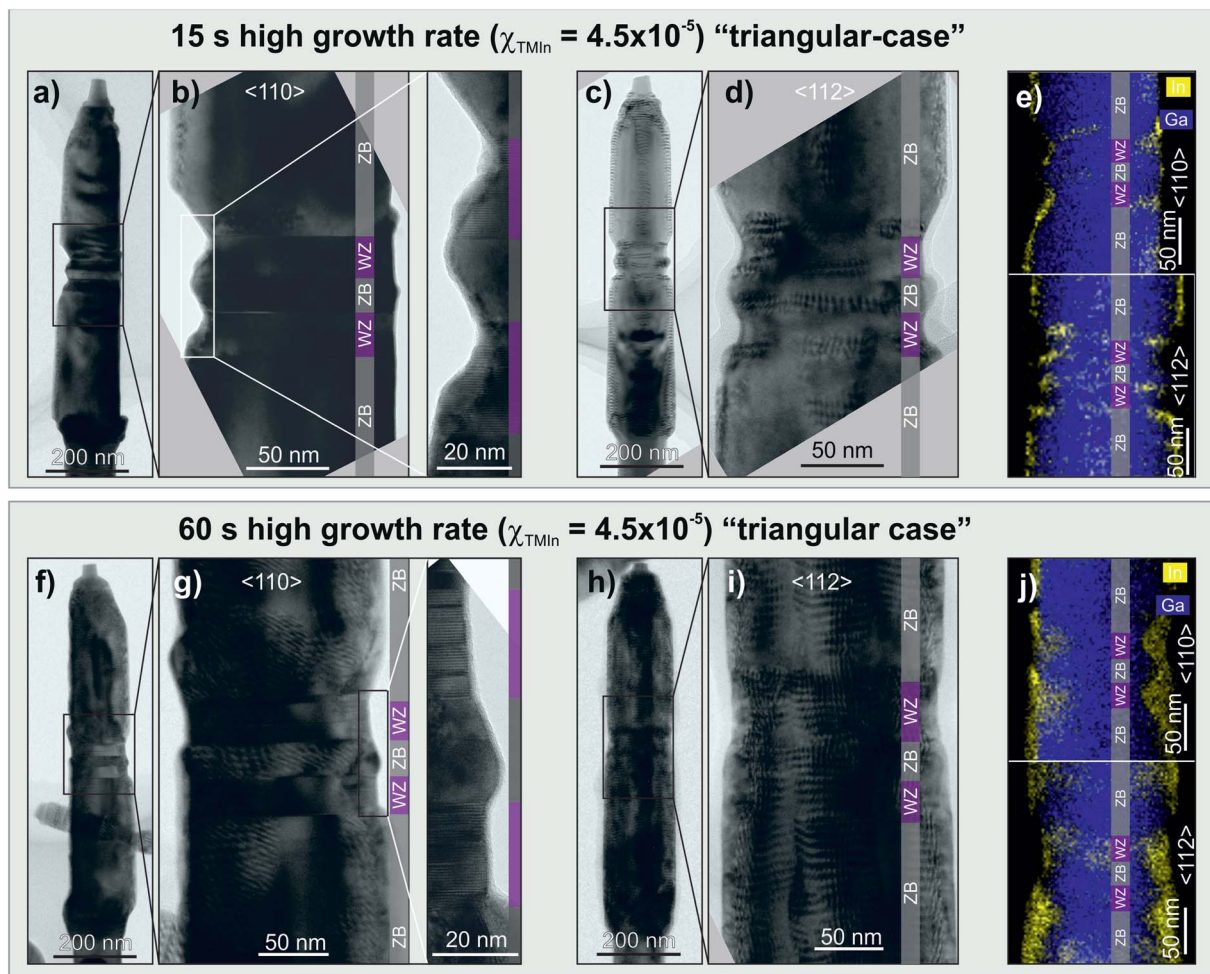 15 s high growth rate (χTMIn = 4.5x10-5) “triangular-case”
a)
200 nm
b)
<110>
ZB
WZ
ZB
WZ
ZB
50 nm
20 nm
c)
200 nm
d)
<112>
ZB
WZ
ZB
WZ
ZB
50 nm
e)
In
Ga
ZB
WZ
ZB
WZ
ZB
<110>
50 nm
ZB
WZ
ZB
WZ
ZB
<112>
50 nm
60 s high growth rate (χTMIn = 4.5x10-5) “triangular case”
f)
200 nm
g)
<110>
ZB
WZ
ZB
WZ
ZB
50 nm
20 nm
h)
200 nm
i)
<112>
ZB
WZ
ZB
WZ
ZB
50 nm
j)
In
Ga
ZB
WZ
ZB
WZ
ZB
<110>
50 nm
ZB
WZ
ZB
WZ
ZB
<112>
50 nm